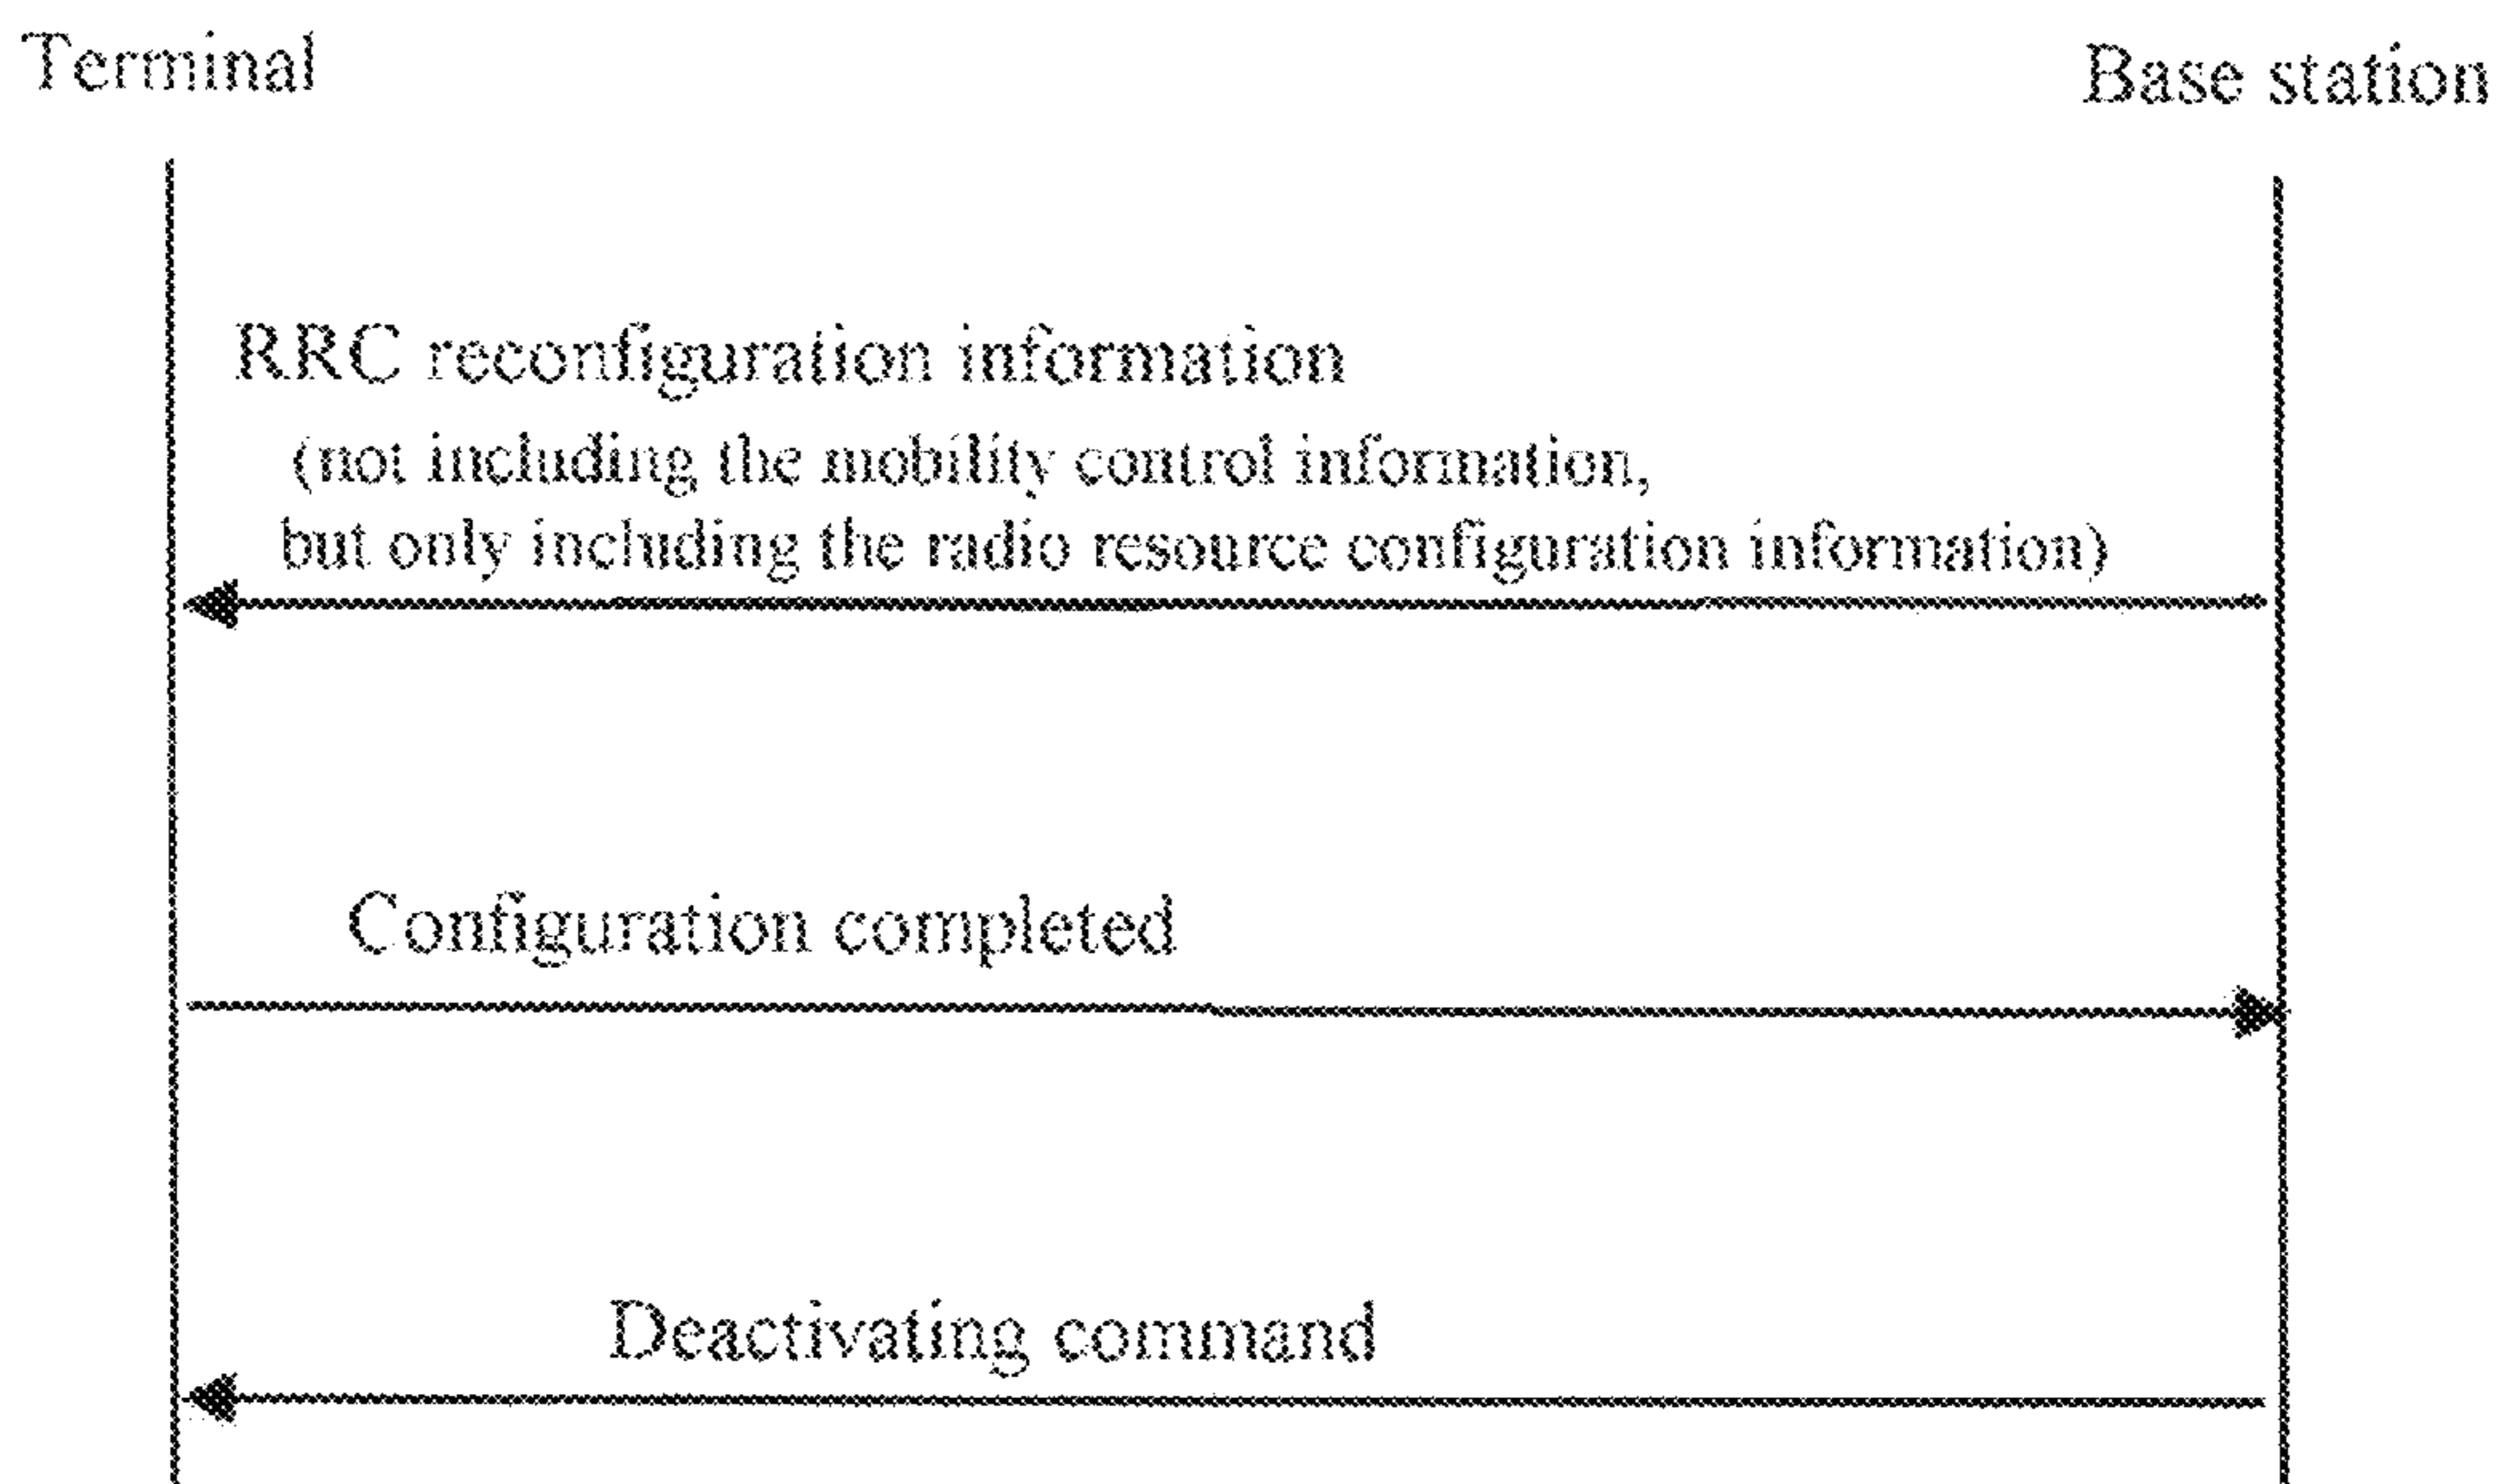 Terminal
Base station
RRC reconfiguration information
(not including the mobility control information,
but only including the radio resource configuration information)
Configuration completed
Deactivating command